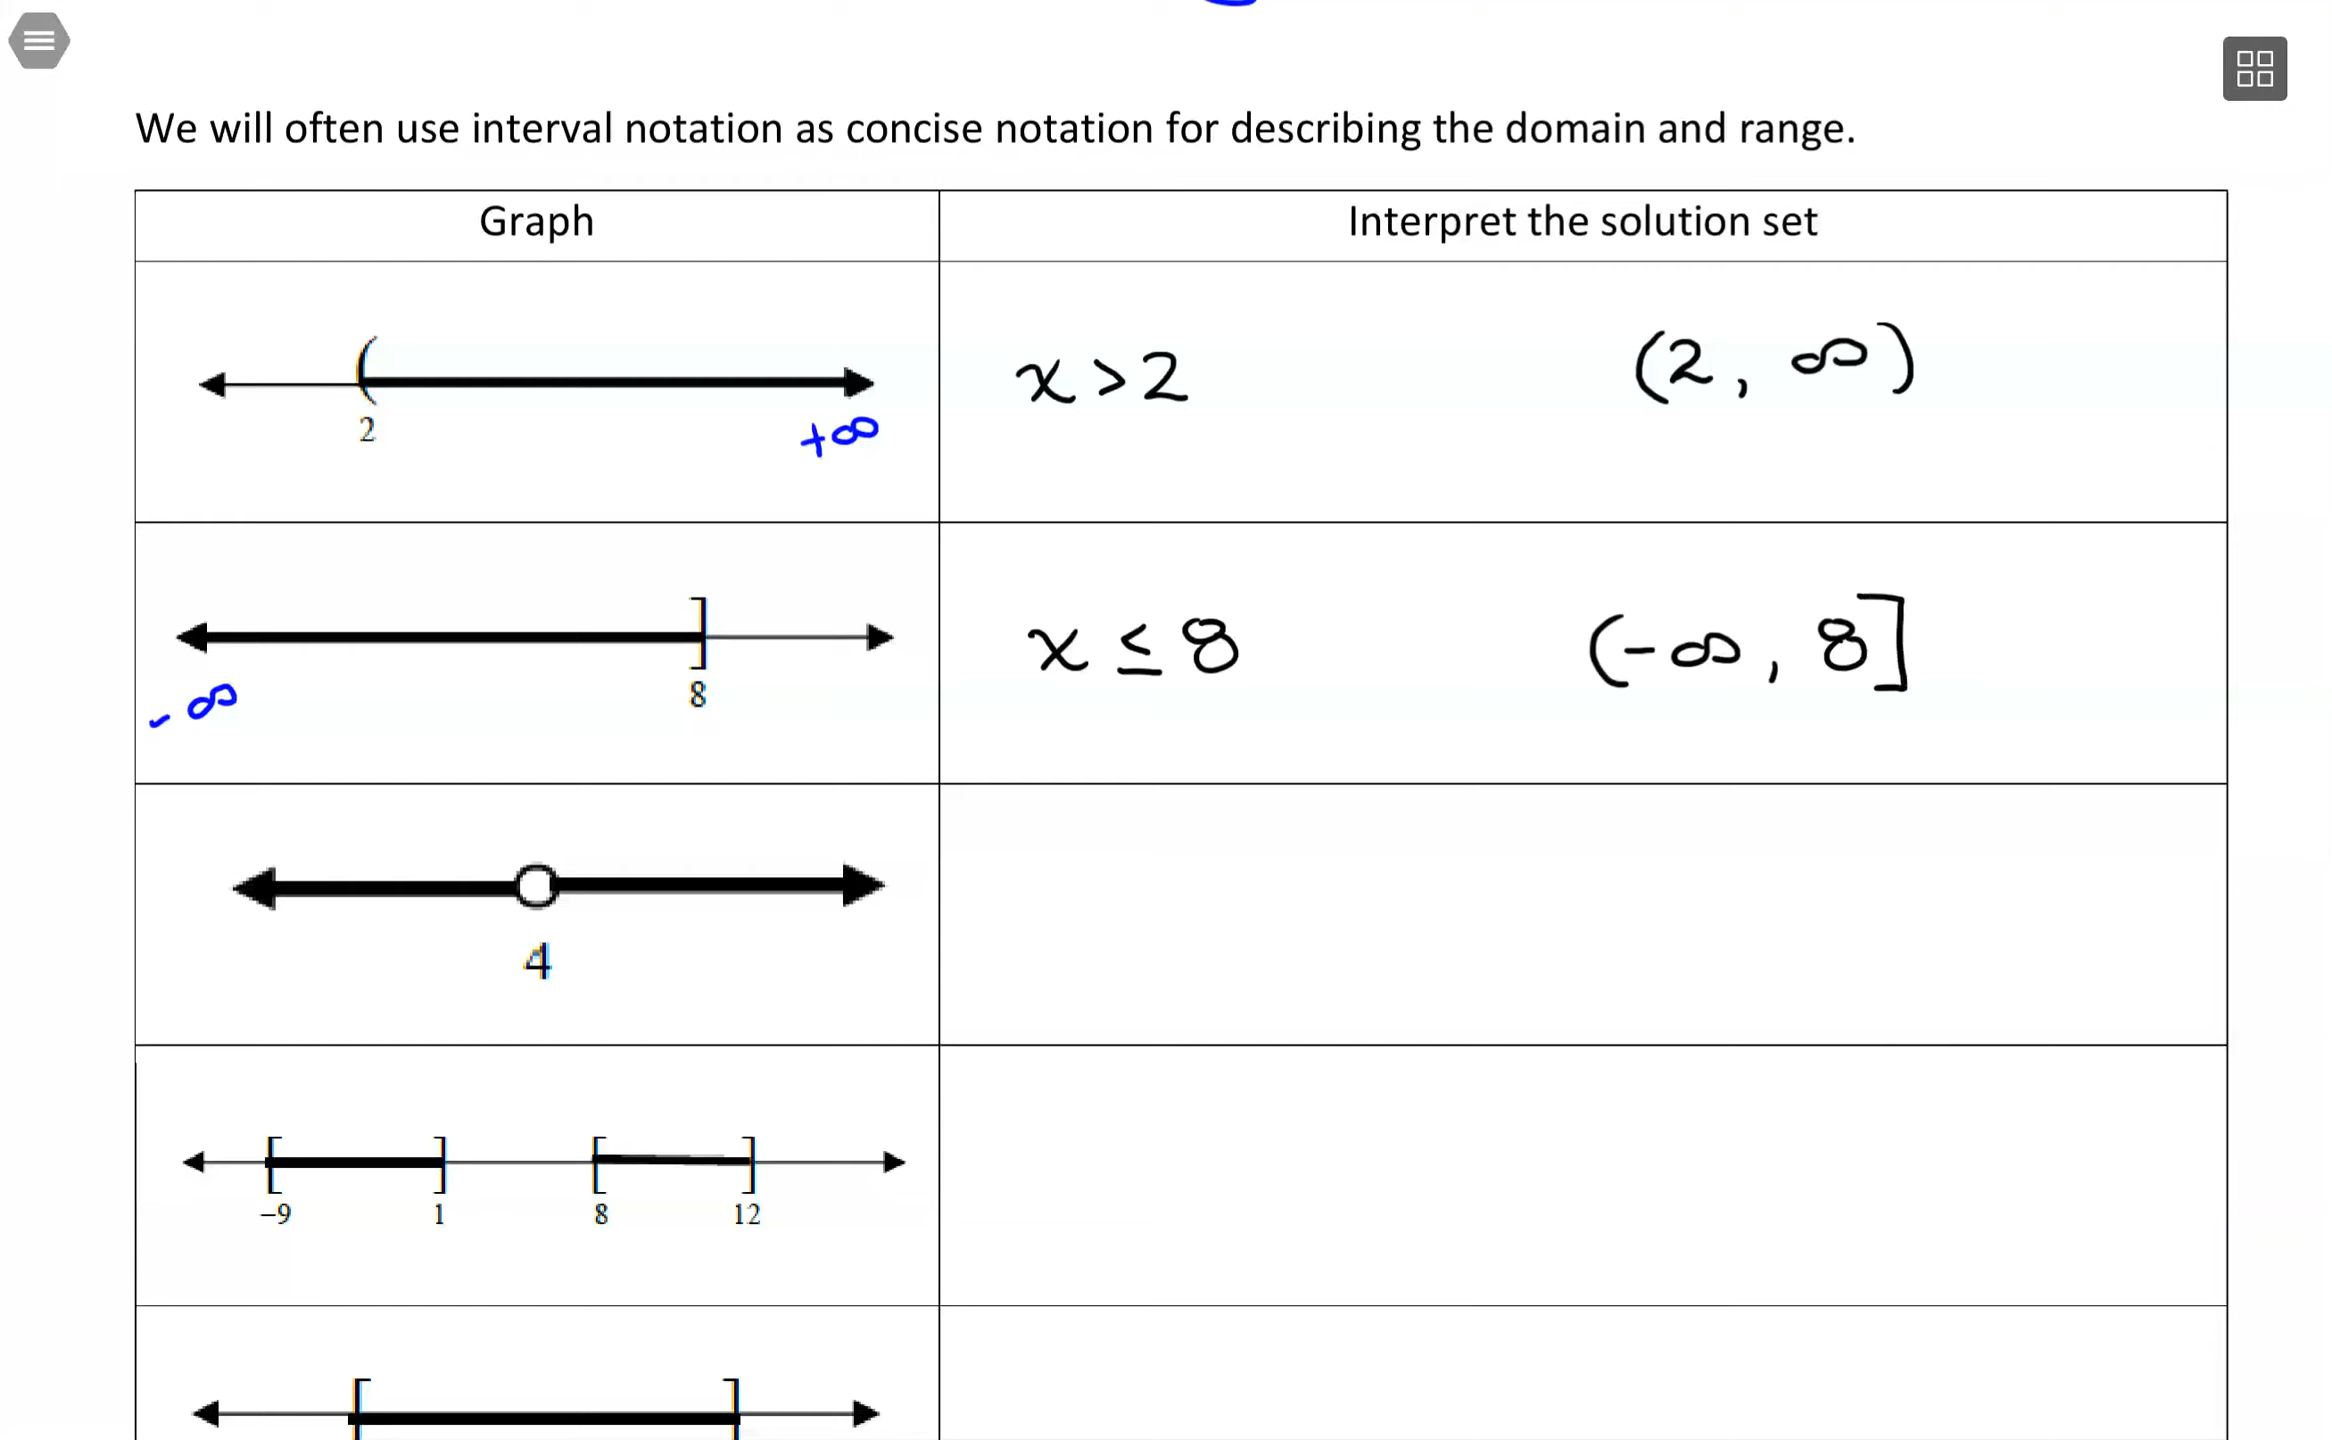 We will often use interval notation as concise notation for describing the domain and range.
Graph Interpret the solution set
(
2
+∞
x > 2 (2, ∞)
]
8
- ∞
x ≤ 8 (-∞, 8]
4
[ ] [ ]
-9 1 8 12
[ ]